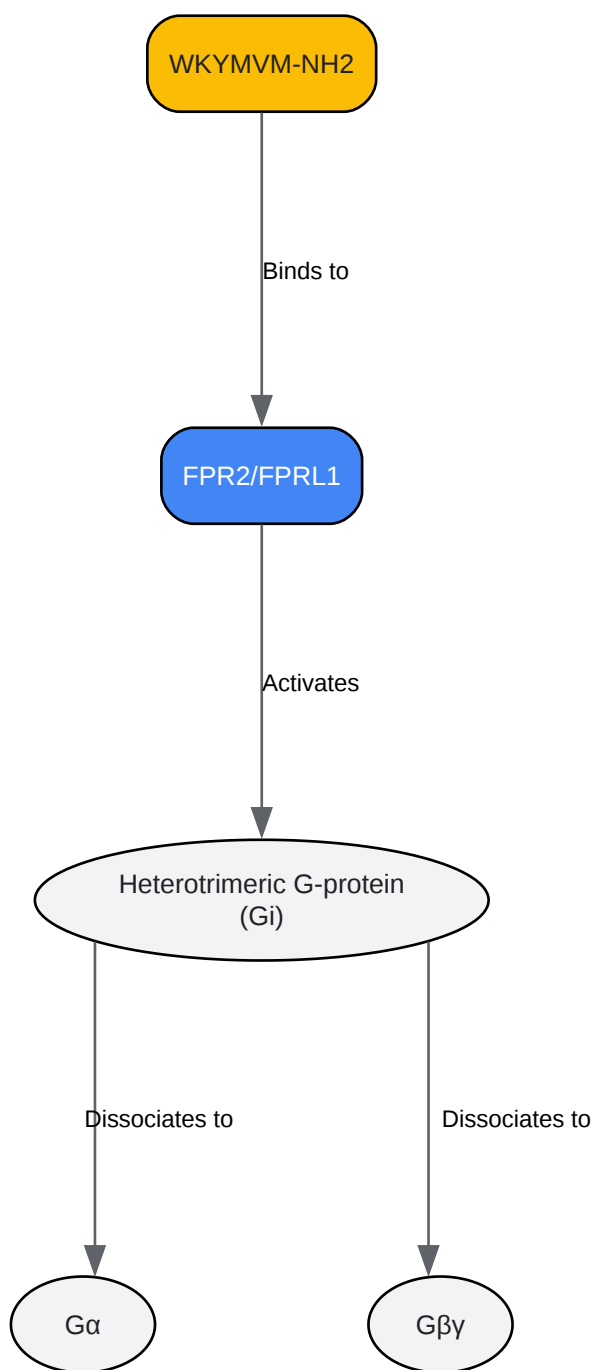 WKYMVM-NH2
Binds to
FPR2/FPRL1
Activates
Heterotrimeric G-protein
(Gi)
Dissociates to
Dissociates to
Gα
Gβγ